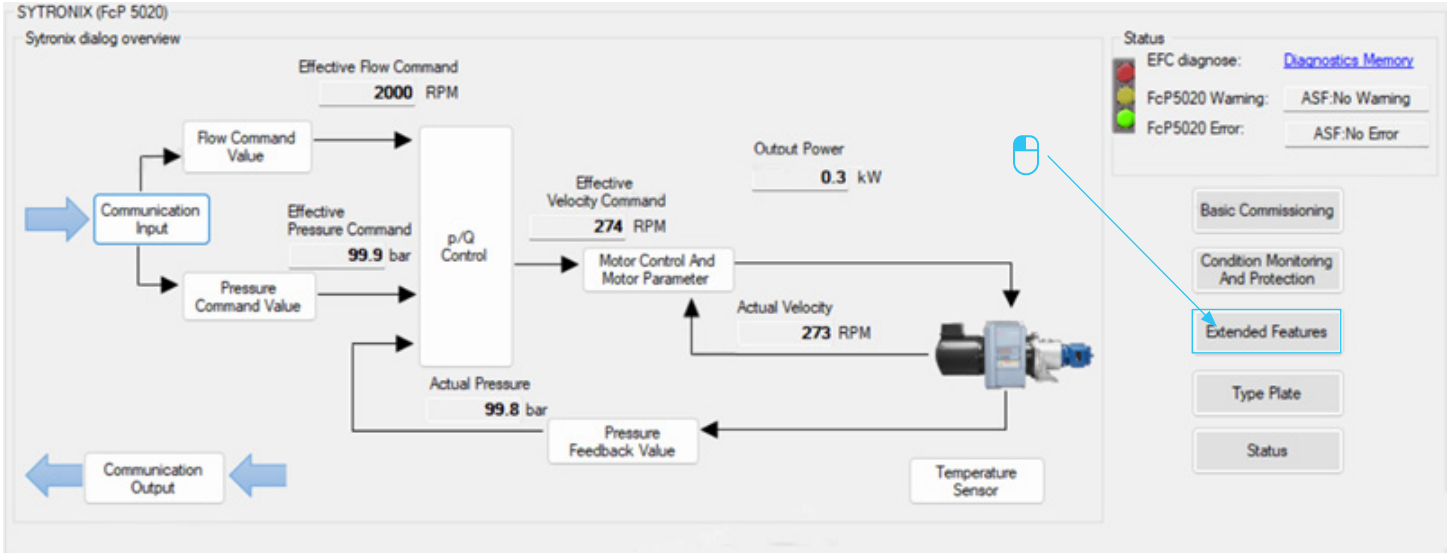 SYTRONIX (FcP 5020)
Sytronix dialog overview
Effective Flow Command
2000 RPM
Flow Command
Value
Communication
Input
Effective
Pressure Command
99.9 bar
Pressure
Command Value
p/Q
Control
Effective
Velocity Command
274 RPM
Output Power
0.3 kW
Motor Control And
Motor Parameter
Actual Velocity
273 RPM
Actual Pressure
99.8 bar
Pressure
Feedback Value
Communication
Output
Temperature
Sensor
Status
EFC diagnose: Diagnostics Memory
FcP5020 Warning: ASF:No Warning
FcP5020 Error: ASF:No Error
Basic Commissioning
Condition Monitoring
And Protection
Extended Features
Type Plate
Status